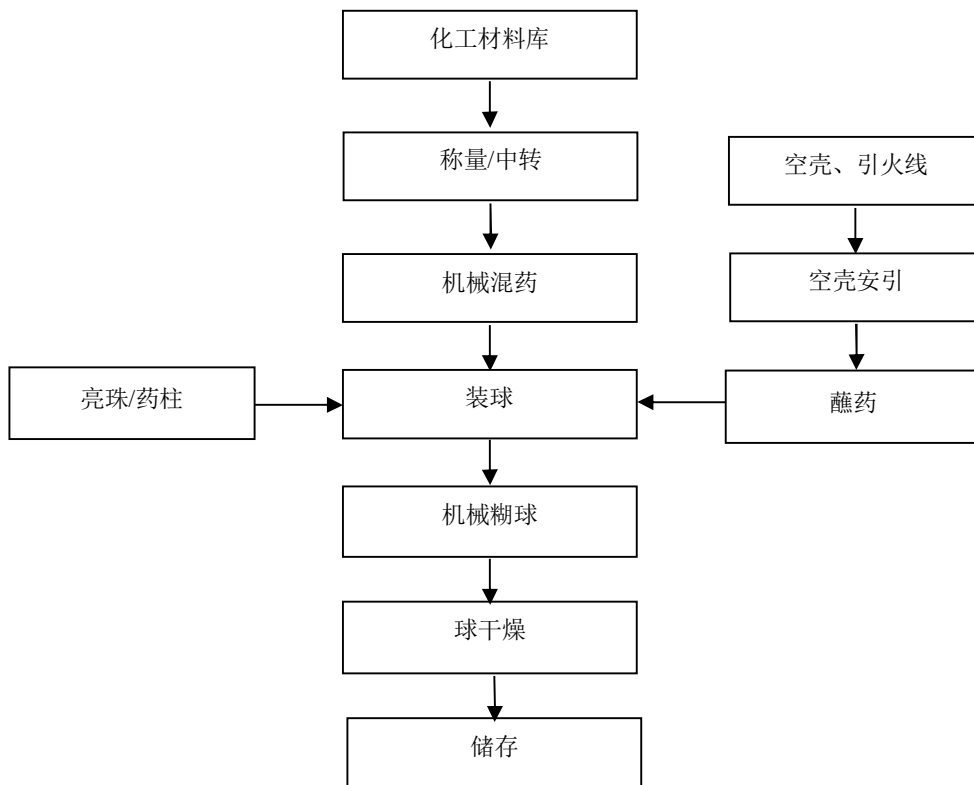 化工材料库
称量/中转
空壳、引火线
机械混药
空壳安引
亮珠/药柱
装球
蘸药
机械糊球
球干燥
储存